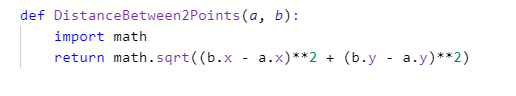 def DistanceBetween2Points(a, b):
    import math
    return math.sqrt((b.x - a.x)**2 + (b.y - a.y)**2)